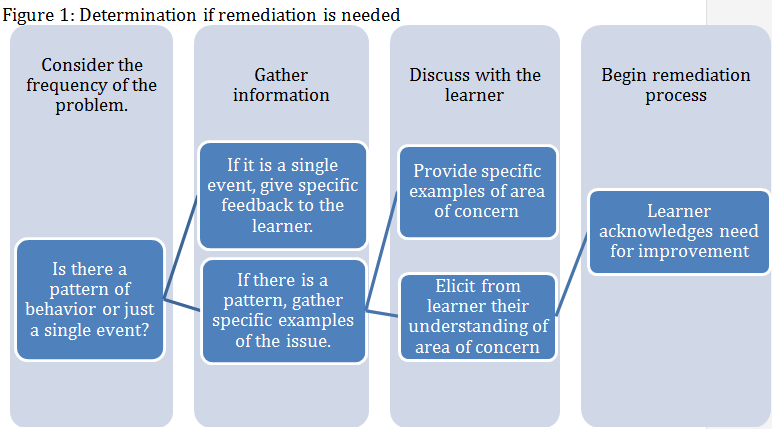 Figure 1: Determination if remediation is needed
Consider the
frequency of the
problem.
Is there a
pattern of
behavior or just
a single event?
Gather
information
If it is a single
event, give specific
feedback to the
learner.
If there is a
pattern, gather
specific examples
of the issue.
Discuss with the
learner
Provide specific
examples of area
of concern
Elicit from
learner their
understanding of
area of concern
Begin remediation
process
Learner
acknowledges need
for improvement